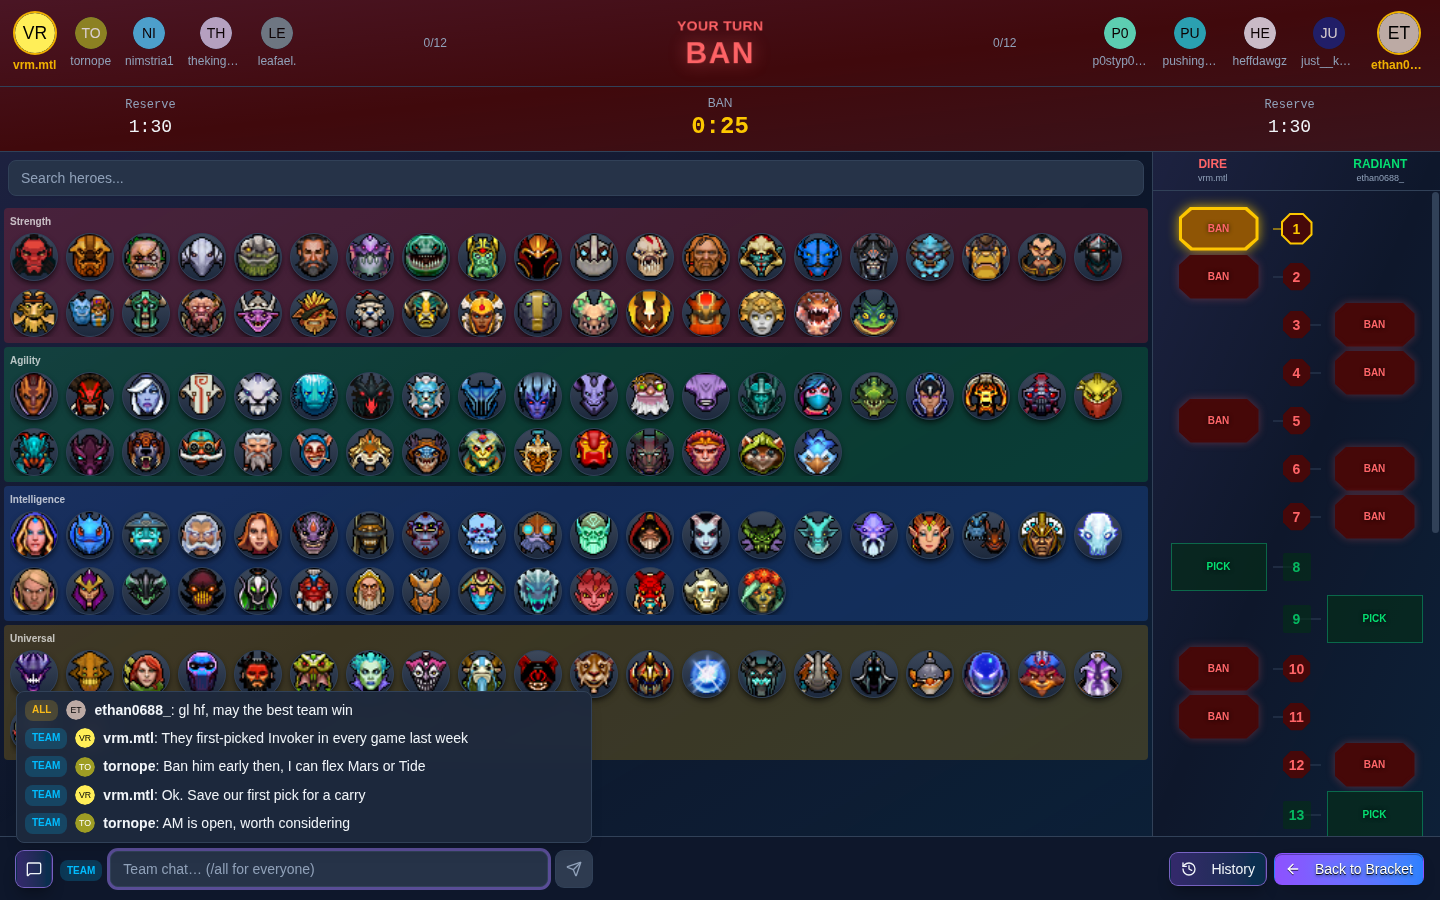 VR
vrm.mtl
TO
tornope
NI
nimstria1
TH
theking…
LE
leafael.
0/12
YOUR TURN
BAN
0/12
P0
p0styp0…
PU
pushing…
HE
heffdawgz
JU
just__k…
ET
ethan0…
Reserve
1:30
BAN
0:25
Reserve
1:30
Search heroes...
Strength
Agility
Intelligence
Universal
DIRE
vrm.mtl
RADIANT
ethan0688_
BAN 1
BAN 2
3 BAN
4 BAN
BAN 5
6 BAN
7 BAN
PICK 8
9 PICK
BAN 10
BAN 11
12 BAN
13 PICK
ALL ET ethan0688_: gl hf, may the best team win
TEAM VR vrm.mtl: They first-picked Invoker in every game last week
TEAM TO tornope: Ban him early then, I can flex Mars or Tide
TEAM VR vrm.mtl: Ok. Save our first pick for a carry
TEAM TO tornope: AM is open, worth considering
TEAM
Team chat… (/all for everyone)
History
Back to Bracket